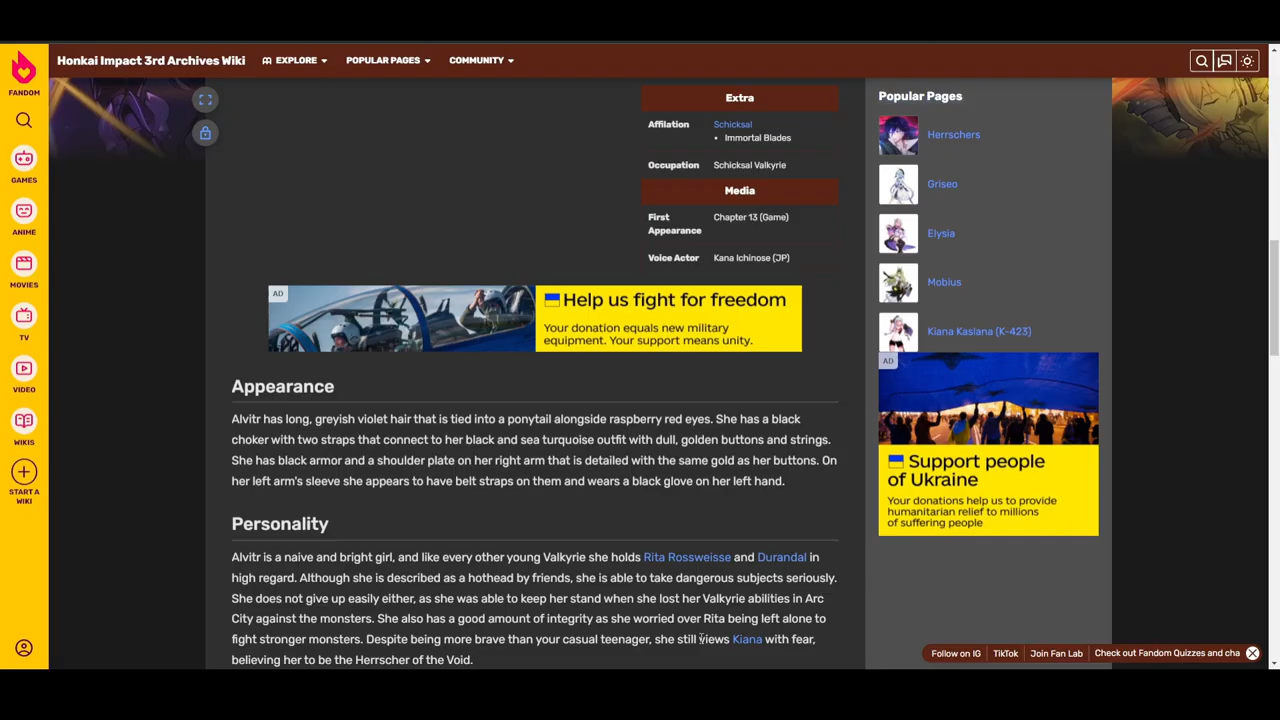 Honkai Impact 3rd Archives Wiki
EXPLORE
POPULAR PAGES
COMMUNITY
FANDOM
GAMES
ANIME
MOVIES
TV
VIDEO
WIKIS
START A
WIKI
Extra
Affilation Schicksal
• Immortal Blades
Occupation Schicksal Valkyrie
Media
First Chapter 13 (Game)
Appearance
Voice Actor Kana Ichinose (JP)
AD
Help us fight for freedom
Your donation equals new military
equipment. Your support means unity.
Appearance
Alvitr has long, greyish violet hair that is tied into a ponytail alongside raspberry red eyes. She has a black
choker with two straps that connect to her black and sea turquoise outfit with dull, golden buttons and strings.
She has black armor and a shoulder plate on her right arm that is detailed with the same gold as her buttons. On
her left arm's sleeve she appears to have belt straps on them and wears a black glove on her left hand.
Personality
Alvitr is a naive and bright girl, and like every other young Valkyrie she holds Rita Rossweisse and Durandal in
high regard. Although she is described as a hothead by friends, she is able to take dangerous subjects seriously.
She does not give up easily either, as she was able to keep her stand when she lost her Valkyrie abilities in Arc
City against the monsters. She also has a good amount of integrity as she worried over Rita being left alone to
fight stronger monsters. Despite being more brave than your casual teenager, she still views Kiana with fear,
believing her to be the Herrscher of the Void.
Popular Pages
Herrschers
Griseo
Elysia
Mobius
Kiana Kaslana (K-423)
AD
Support people
of Ukraine
Your donations help us to provide
humanitarian relief to millions
of suffering people
Follow on IG
TikTok
Join Fan Lab
Check out Fandom Quizzes and cha